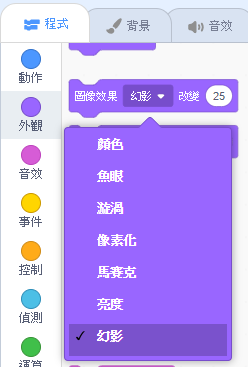 程式 背景 音效
動作
外觀
音效
事件
控制
偵測
運算
圖像效果 幻影 改變 25
顏色
魚眼
漩渦
像素化
馬賽克
亮度
✓ 幻影